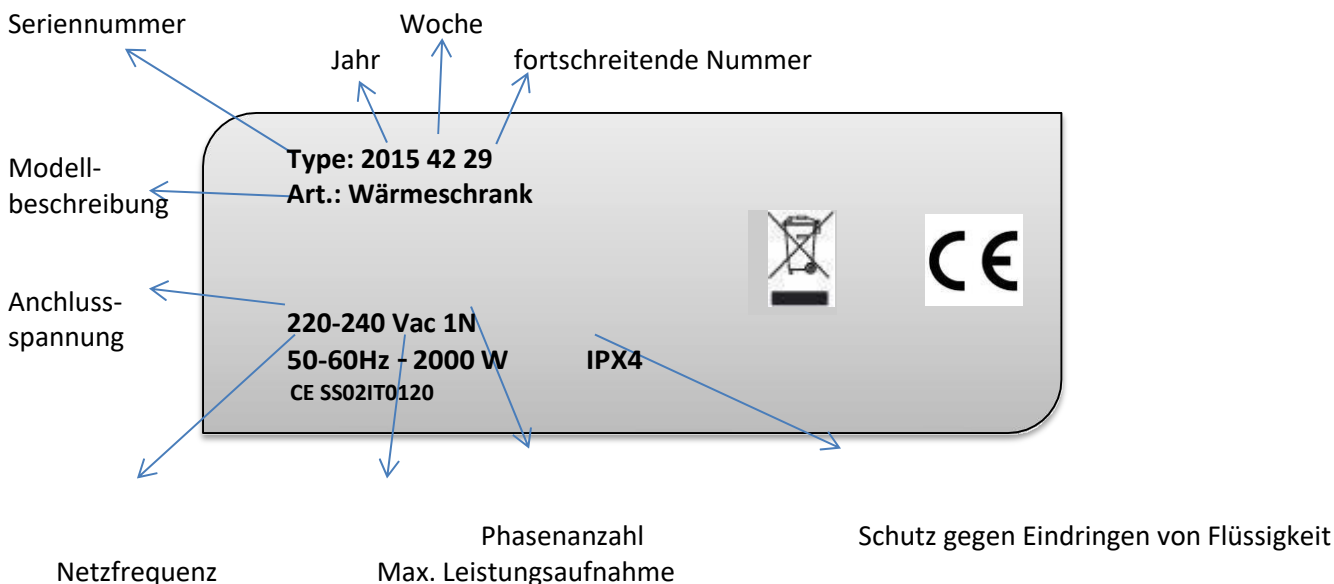 Seriennummer
Woche
Jahr
fortschreitende Nummer
Type: 2015 42 29
Modell-
beschreibung
Art.: Wärmeschrank
CE
Anchluss-
spannung
220-240 Vac 1N
50-60Hz - 2000 W IPX4
CE SS02IT0120
Phasenanzahl
Schutz gegen Eindringen von Flüssigkeit
Netzfrequenz
Max. Leistungsaufnahme